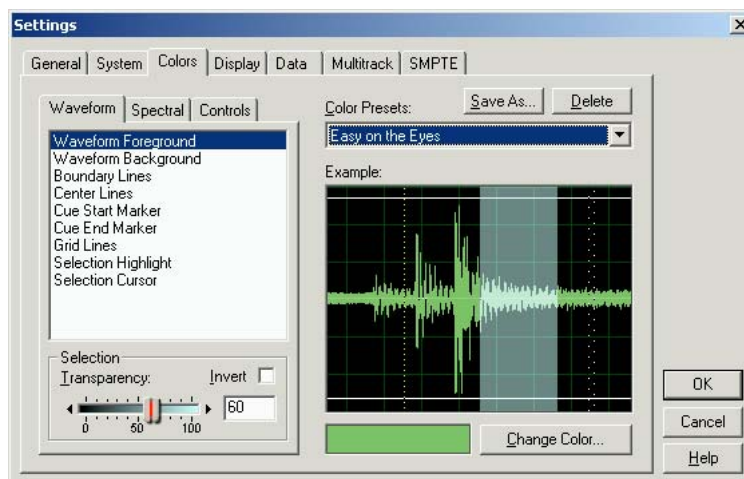 Settings
General System Colors Display Data Multitrack SMPTE
Waveform Spectral Controls
Waveform Foreground
Waveform Background
Boundary Lines
Center Lines
Cue Start Marker
Cue End Marker
Grid Lines
Selection Highlight
Selection Cursor
Selection
Transparency: Invert
60
0 50 100
Color Presets: Save As... Delete
Easy on the Eyes
Example:
Change Color...
OK
Cancel
Help